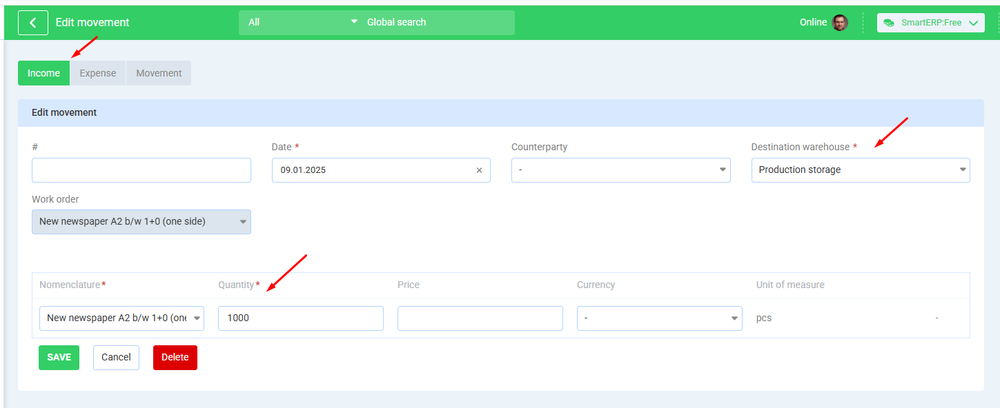 Edit movement
All
Global search
Online
SmartERP:Free
Income
Expense
Movement
Edit movement
#
Date *
Counterparty
Destination warehouse *
09.01.2025
-
Production storage
Work order
New newspaper A2 b/w 1+0 (one side)
Nomenclature*
Quantity*
Price
Currency
Unit of measure
New newspaper A2 b/w 1+0 (one
1000
-
pcs
-
SAVE
Cancel
Delete